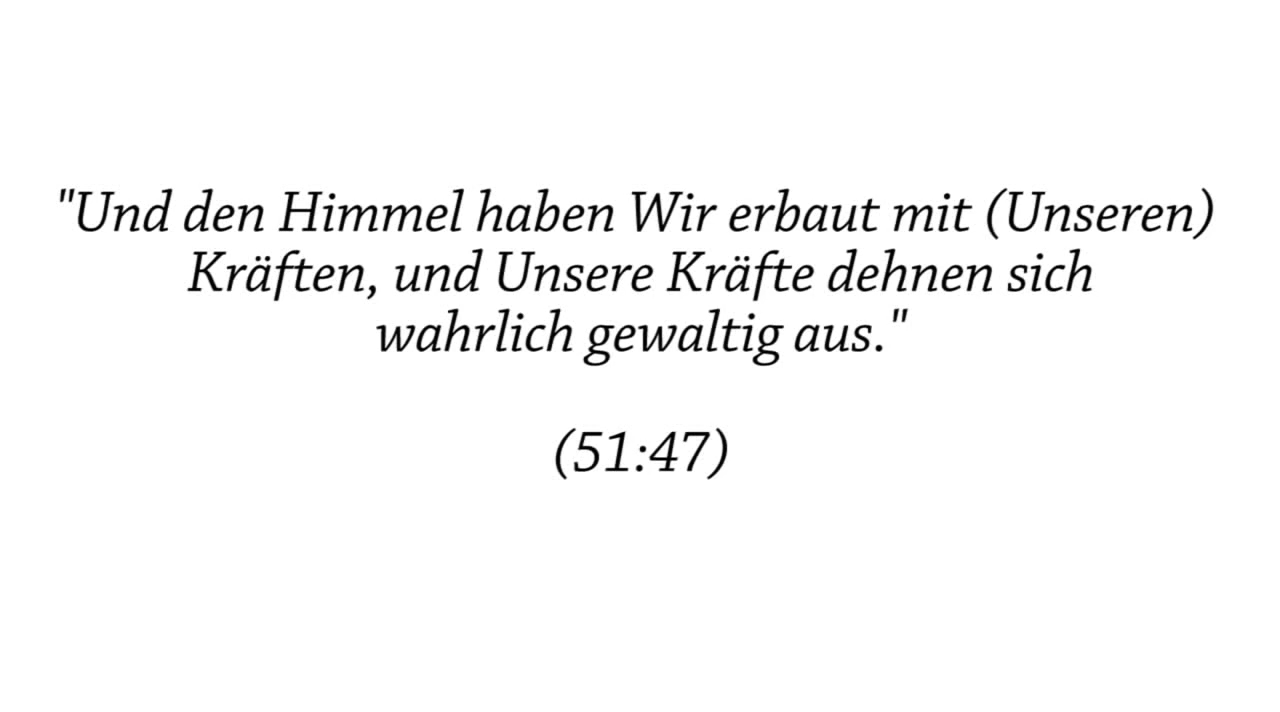 "Und den Himmel haben Wir erbaut mit (Unseren)
Kräften, und Unsere Kräfte dehnen sich
wahrlich gewaltig aus."
(51:47)